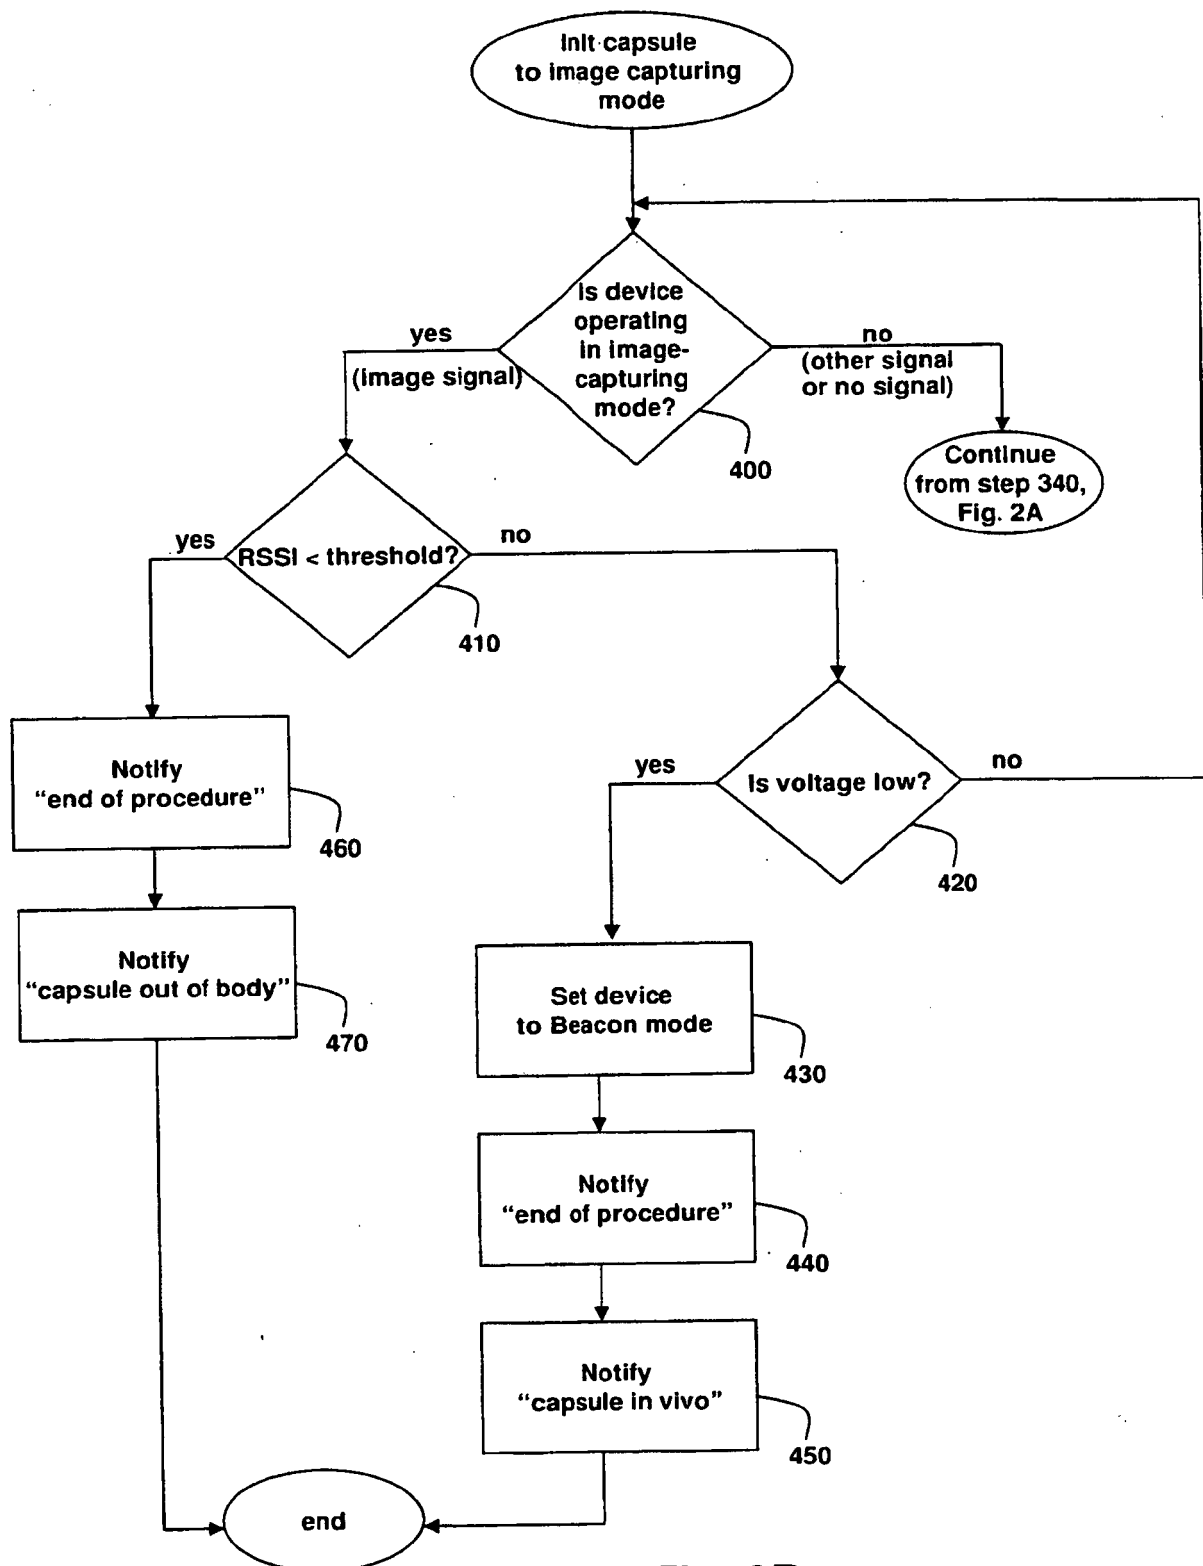 Init capsule
to image capturing
mode
Is device
operating
in image-
capturing
mode?
yes
(image signal)
no
(other signal
or no signal)
400
Continue
from step 340,
Fig. 2A
RSSI < threshold?
yes
no
410
Is voltage low?
yes
no
420
Notify
“end of procedure”
460
Notify
“capsule out of body”
470
Set device
to Beacon mode
430
Notify
“end of procedure”
440
Notify
“capsule in vivo”
450
end